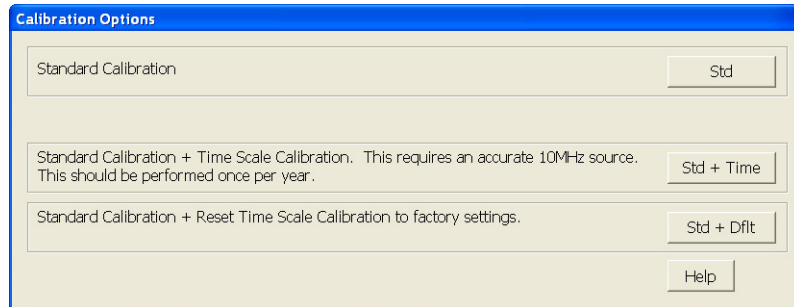 Calibration Options
Standard Calibration
Std
Standard Calibration + Time Scale Calibration.  This requires an accurate 10MHz source.
This should be performed once per year.
Std + Time
Standard Calibration + Reset Time Scale Calibration to factory settings.
Std + Dflt
Help